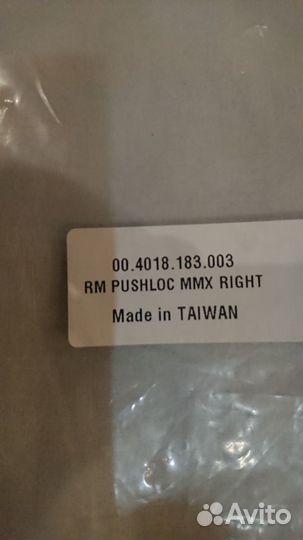 00.4018.183.003
RM PUSHLOC MMX RIGHT
Made in TAIWAN
Avito